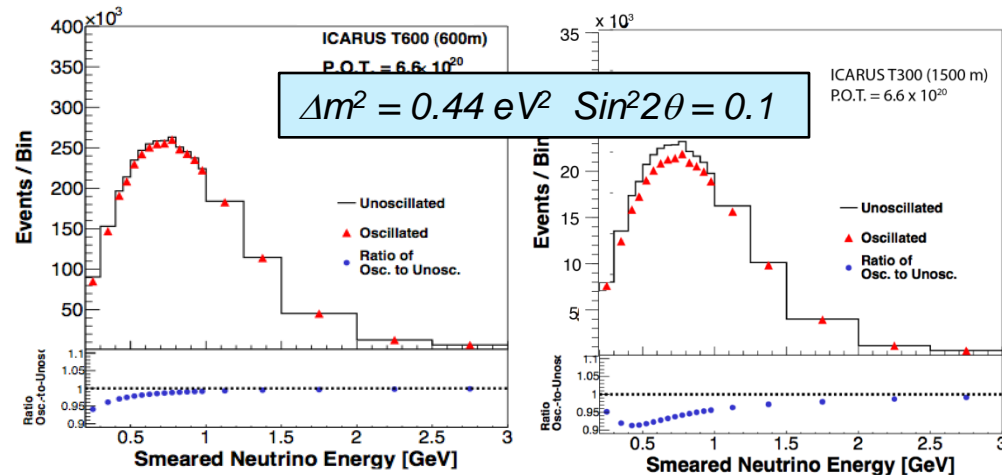 400
×10³
ICARUS T600 (600m)
P.O.T. = 6.6× 10²⁰
350
300
250
200
150
100
50
Events / Bin
Unoscillated
Oscillated
Ratio of
Osc. to Unosc.
1.1
1.05
1
0.95
0.9
Ratio
Osc.-to-Unosc
0.5
1
1.5
2
2.5
3
Smeared Neutrino Energy [GeV]
Δm² = 0.44 eV² Sin²2θ = 0.1
x 10³
35
ICARUS T300 (1500 m)
P.O.T. = 6.6 x 10²⁰
25
20
15
10
5
Events / Bin
Unoscillated
Oscillated
Ratio of
Osc. to Unosc.
1.1
1.05
1
0.95
0.9
Ratio
Osc.-to-Unosc
0.5
1
1.5
2
2.5
3
Smeared Neutrino Energy [GeV]